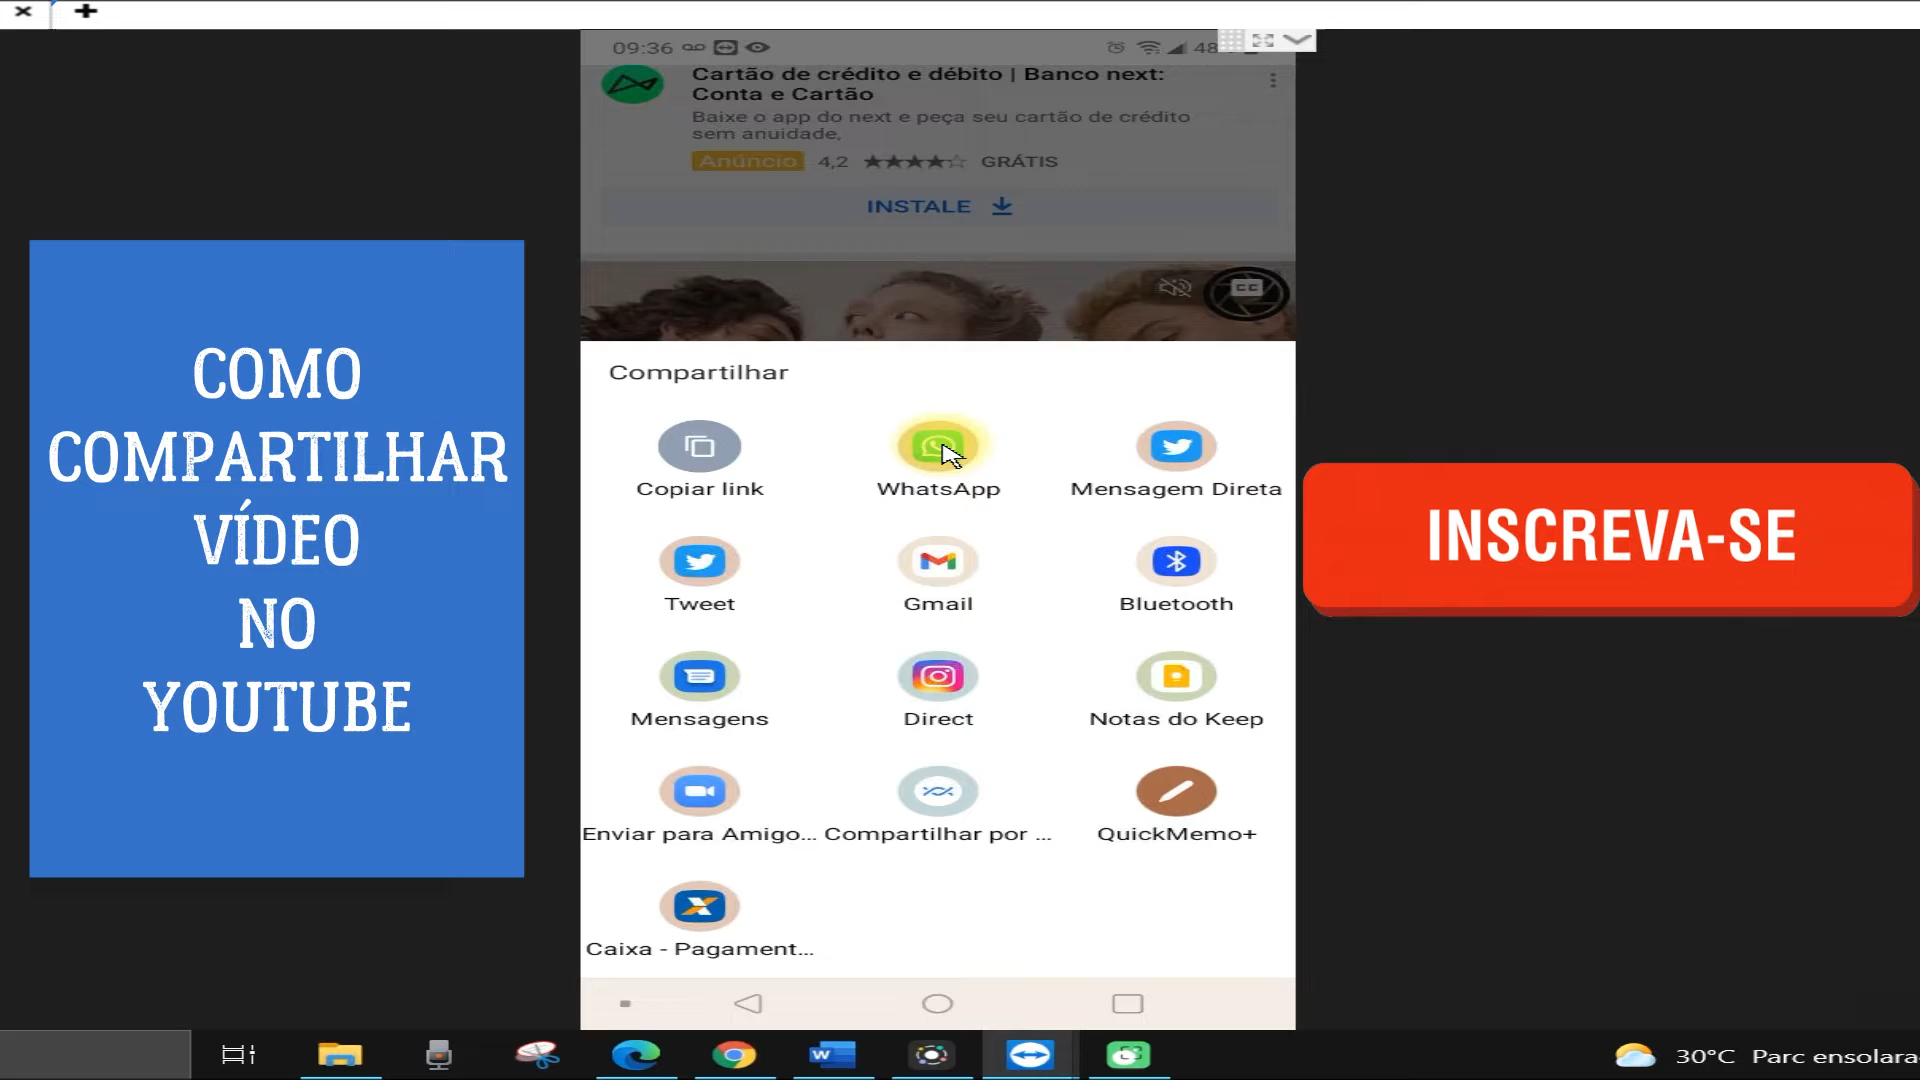 09:36
48
Cartão de crédito e débito | Banco next:
Conta e Cartão
Baixe o app do next e peça seu cartão de crédito
sem anuidade,
Anúncio 4,2 GRÁTIS
INSTALE
CC
COMO
COMPARTILHAR
VÍDEO
NO
YOUTUBE
Compartilhar
Copiar link
WhatsApp
Mensagem Direta
Tweet
Gmail
Bluetooth
Mensagens
Direct
Notas do Keep
Enviar para Amigo...
Compartilhar por ...
QuickMemo+
Caixa - Pagament...
INSCREVA-SE
30°C Parc ensolara